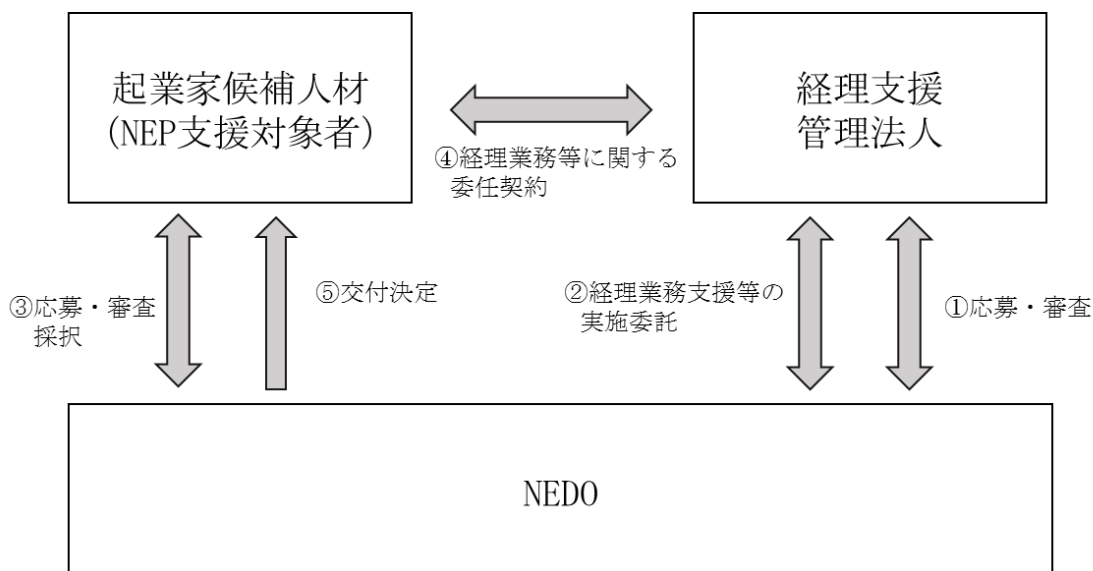 起業家候補人材
(NEP支援対象者)
経理支援
管理法人
④経理業務等に関する
委任契約
③応募・審査
採択
⑤交付決定
②経理業務支援等の
実施委託
①応募・審査
NEDO